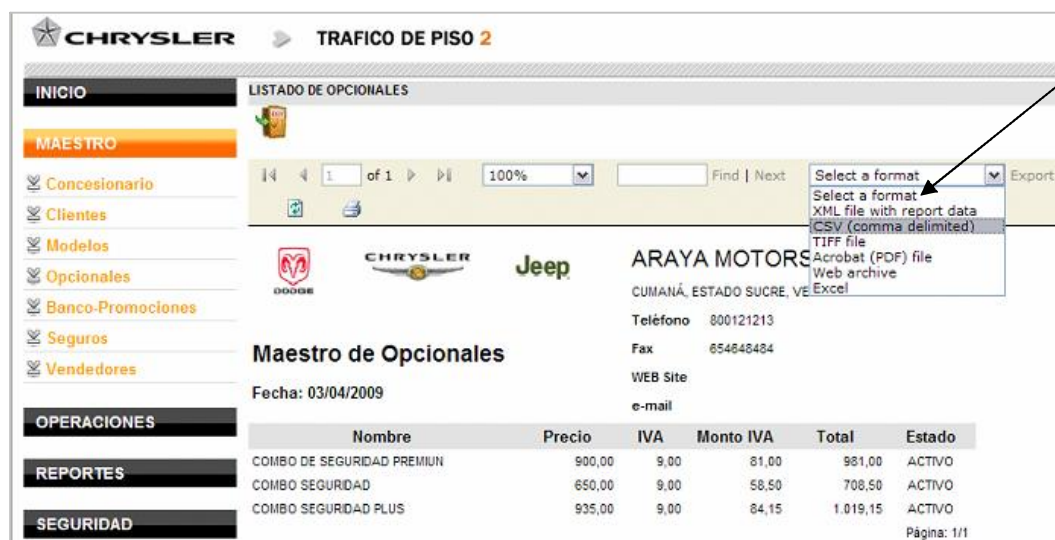 CHRYSLER TRAFICO DE PISO 2
INICIO
MAESTRO
Concesionario
Clientes
Modelos
Opcionales
Banco-Promociones
Seguros
Vendedores
OPERACIONES
REPORTES
SEGURIDAD
LISTADO DE OPCIONALES
1 of 1 100% Find | Next Select a format Export
Select a format
XML file with report data
CSV (comma delimited)
TIFF file
Acrobat (PDF) file
Web archive
Excel
DODGE CHRYSLER Jeep
ARAYA MOTORS
CUMANÁ, ESTADO SUCRE, VE
Teléfono 800121213
Fax 654648484
WEB Site
e-mail
Maestro de Opcionales
Fecha: 03/04/2009
Nombre Precio IVA Monto IVA Total Estado
COMBO DE SEGURIDAD PREMIUN 900,00 9,00 81,00 981,00 ACTIVO
COMBO SEGURIDAD 650,00 9,00 58,50 708,50 ACTIVO
COMBO SEGURIDAD PLUS 935,00 9,00 84,15 1.019,15 ACTIVO
Página: 1/1